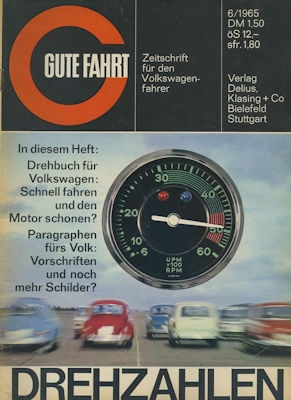 GUTE FAHRT
Zeitschrift
für den
Volkswagen-
fahrer
6/1965
DM 1,50
öS 12,–
sfr. 1,80
Verlag
Delius,
Klasing + Co
Bielefeld
Stuttgart
In diesem Heft:
Drehbuch für
Volkswagen:
Schnell fahren
und den
Motor schonen?
Paragraphen
fürs Volk:
Vorschriften
und noch
mehr Schilder?
6
10
20
30
40
50
60
UPM
×100
RPM
DREHZAHLEN